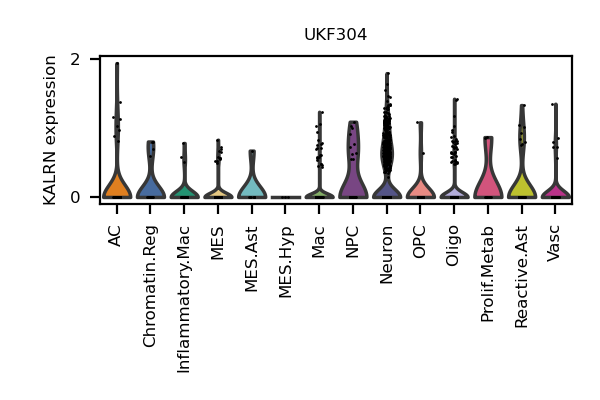 UKF304
KALRN expression
2
0
AC
Chromatin.Reg
Inflammatory.Mac
MES
MES.Ast
MES.Hyp
Mac
NPC
Neuron
OPC
Oligo
Prolif.Metab
Reactive.Ast
Vasc